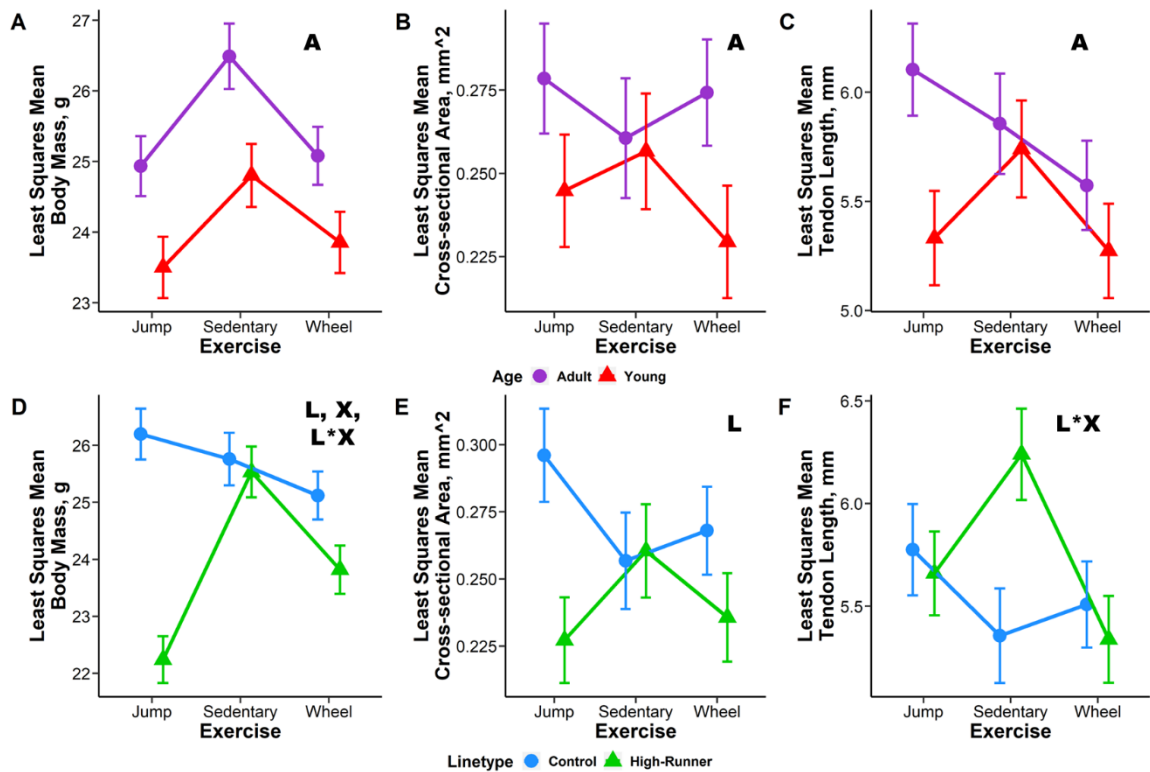 A
Least Squares Mean
Body Mass, g
27
26
25
24
23
A
Jump
Sedentary
Wheel
Exercise
B
Least Squares Mean
Cross-sectional Area, mm^2
0.275
0.250
0.225
A
Jump
Sedentary
Wheel
Exercise
C
Least Squares Mean
Tendon Length, mm
6.0
5.5
5.0
A
Jump
Sedentary
Wheel
Exercise
Age Adult Young
D
Least Squares Mean
Body Mass, g
26
25
24
23
22
L, X,
L*X
Jump
Sedentary
Wheel
Exercise
E
Least Squares Mean
Cross-sectional Area, mm^2
0.300
0.275
0.250
0.225
L
Jump
Sedentary
Wheel
Exercise
F
Least Squares Mean
Tendon Length, mm
6.5
6.0
5.5
L*X
Jump
Sedentary
Wheel
Exercise
Linetype Control High-Runner